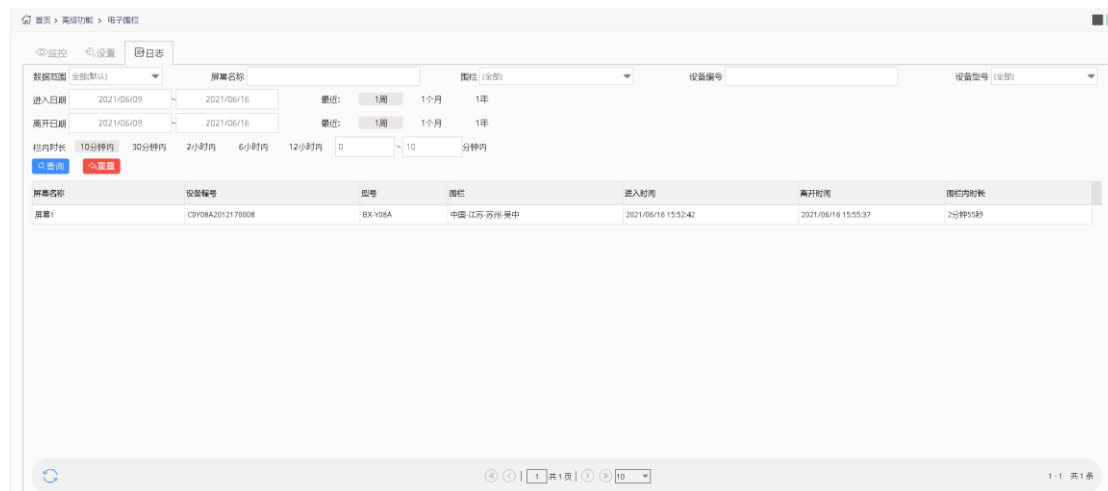 首页 › 高级功能 › 电子围栏
监控 设置 日志
数据范围 全部(默认) 屏幕名称 围栏 (全部) 设备编号 设备型号 (全部)
进入日期 2021/06/09 ~ 2021/06/16 最近: 1周 1个月 1年
离开日期 2021/06/09 ~ 2021/06/16 最近: 1周 1个月 1年
栏内时长 10分钟内 30分钟内 2小时内 6小时内 12小时内 0 ~ 10 分钟内
查询 重置
屏幕名称 设备编号 型号 围栏 进入时间 离开时间 围栏内时长
屏幕1 C0Y08A2012170008 BX-Y08A 中国-江苏-苏州-吴中 2021/06/16 15:52:42 2021/06/16 15:55:37 2分钟55秒
1 共1页 10 1-1 共1条